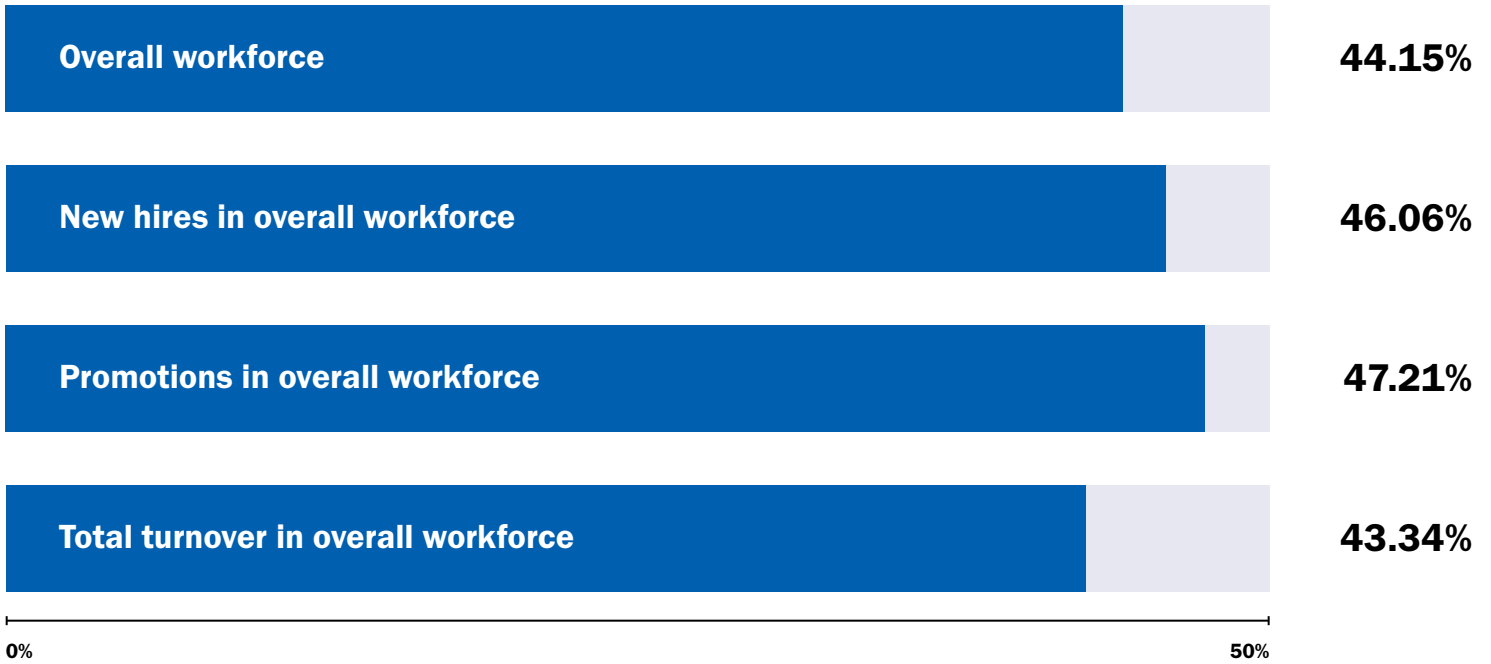 Overall workforce 44.15%
New hires in overall workforce 46.06%
Promotions in overall workforce 47.21%
Total turnover in overall workforce 43.34%
0% 50%